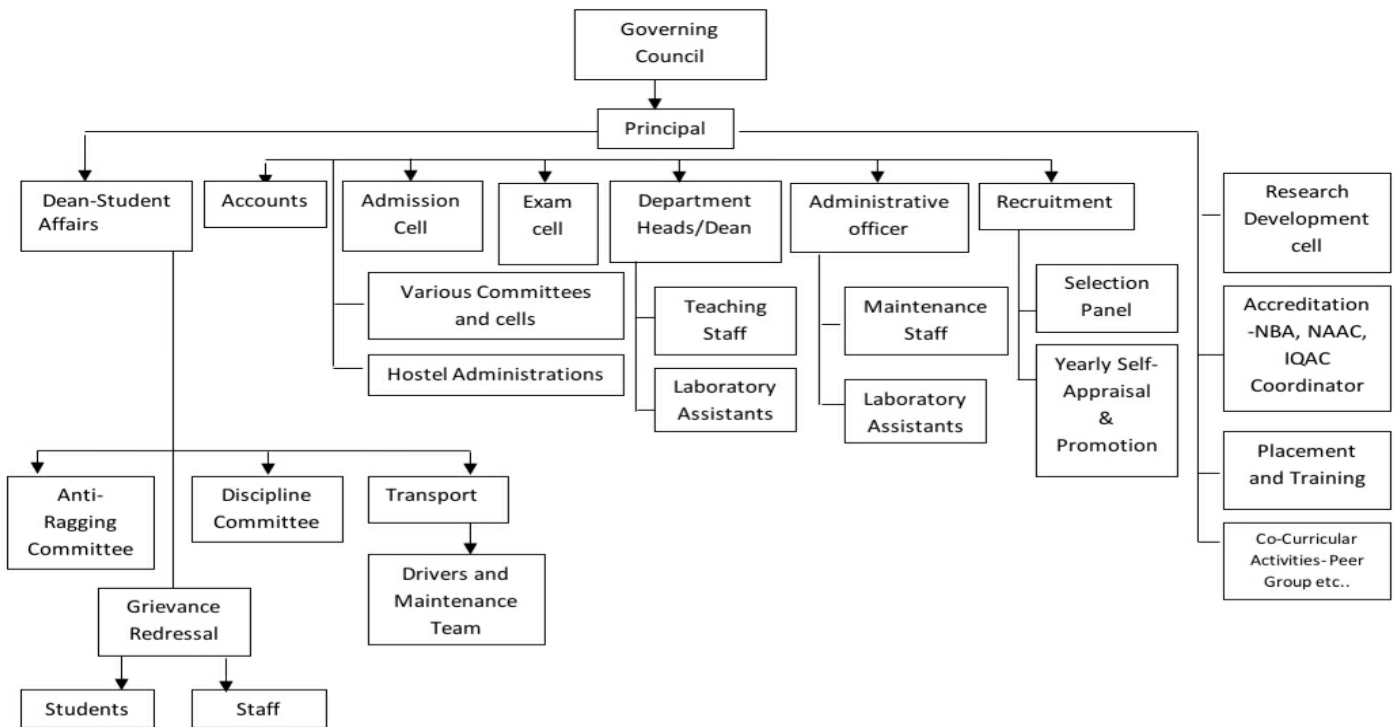 Governing
Council
Principal
Dean-Student
Affairs
Accounts
Admission
Cell
Exam
cell
Department
Heads/Dean
Administrative
officer
Recruitment
Research
Development
cell
Various Committees
and cells
Hostel Administrations
Teaching
Staff
Laboratory
Assistants
Maintenance
Staff
Laboratory
Assistants
Selection
Panel
Yearly Self-
Appraisal
&
Promotion
Accreditation
-NBA, NAAC,
IQAC
Coordinator
Placement
and Training
Co-Curricular
Activities- Peer
Group etc..
Anti-
Ragging
Committee
Discipline
Committee
Transport
Drivers and
Maintenance
Team
Grievance
Redressal
Students
Staff